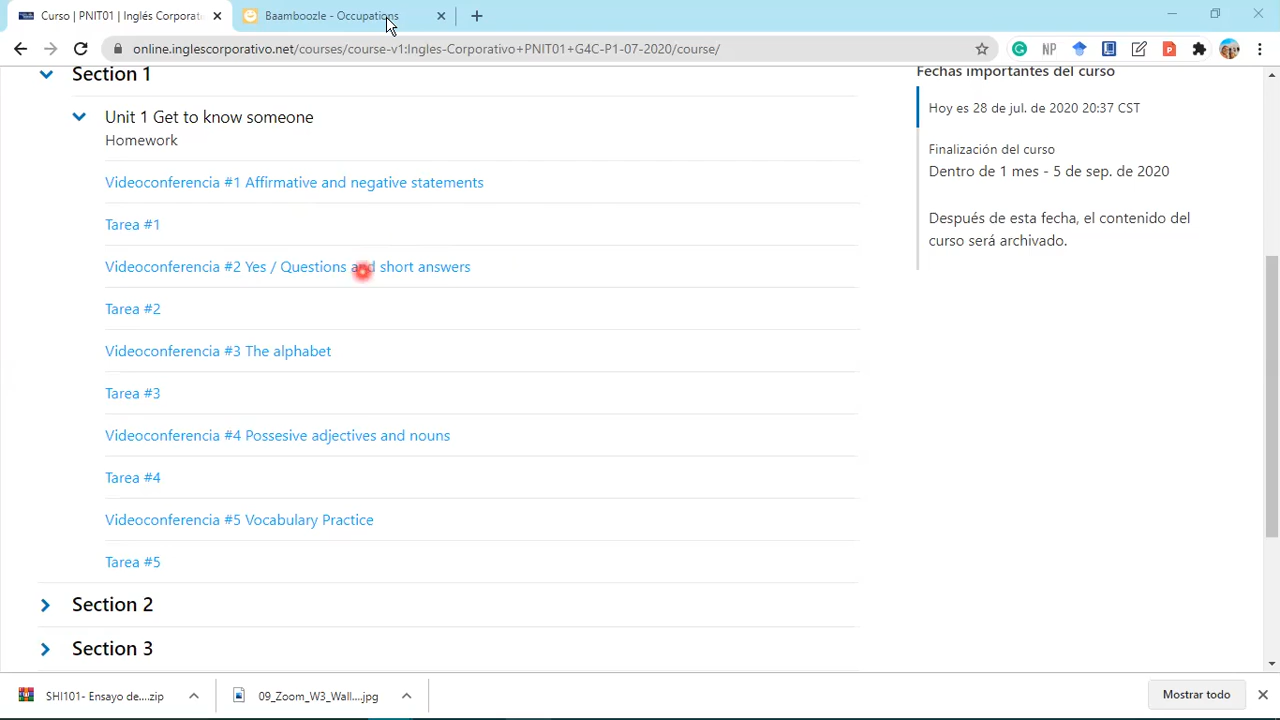 Curso | PNIT01 | Inglés Corporat
Baamboozle - Occupations
online.inglescorporativo.net/courses/course-v1:Ingles-Corporativo+PNIT01+G4C-P1-07-2020/course/
NP
Section 1
Unit 1 Get to know someone
Homework
Videoconferencia #1 Affirmative and negative statements
Tarea #1
Videoconferencia #2 Yes / Questions and short answers
Tarea #2
Videoconferencia #3 The alphabet
Tarea #3
Videoconferencia #4 Possesive adjectives and nouns
Tarea #4
Videoconferencia #5 Vocabulary Practice
Tarea #5
Section 2
Section 3
Fechas importantes del curso
Hoy es 28 de jul. de 2020 20:37 CST
Finalización del curso
Dentro de 1 mes - 5 de sep. de 2020
Después de esta fecha, el contenido del
curso será archivado.
SHI101- Ensayo de....zip
09_Zoom_W3_Wall....jpg
Mostrar todo